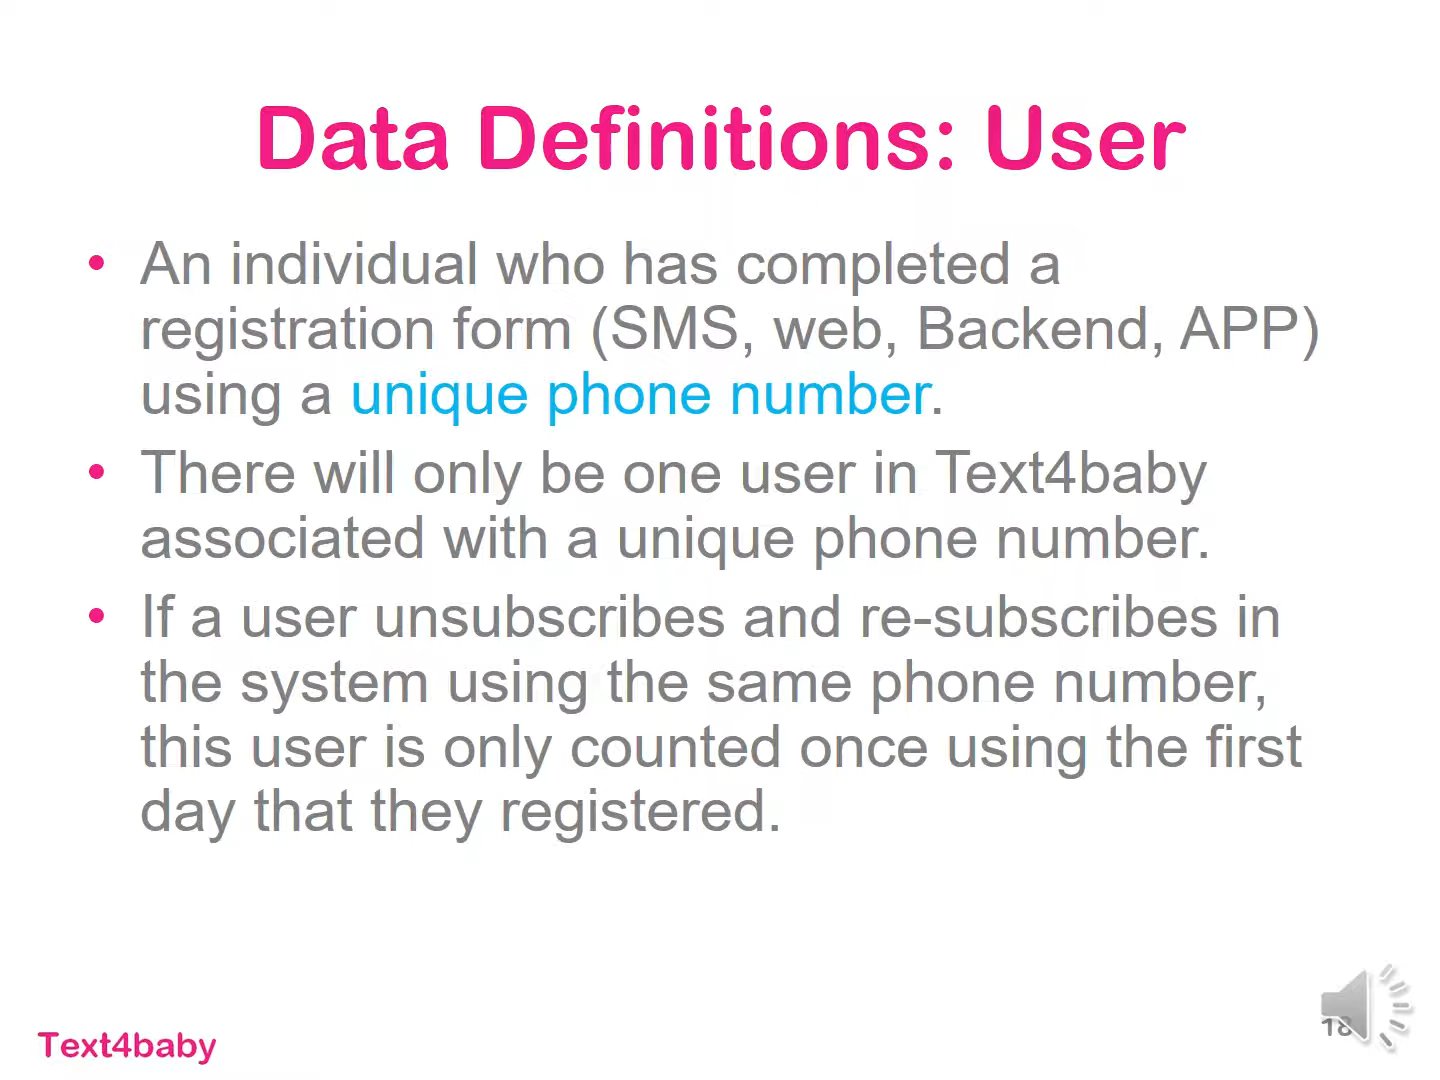 Data Definitions: User
• An individual who has completed a
registration form (SMS, web, Backend, APP)
using a unique phone number.
• There will only be one user in Text4baby
associated with a unique phone number.
• If a user unsubscribes and re-subscribes in
the system using the same phone number,
this user is only counted once using the first
day that they registered.
Text4baby
18